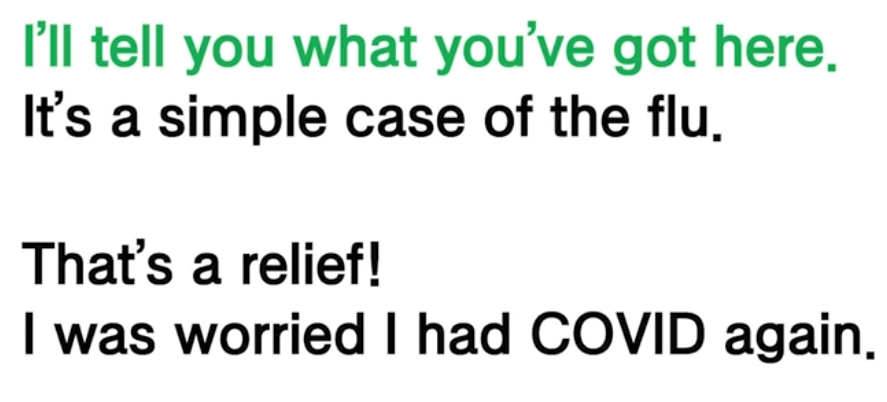 I’ll tell you what you’ve got here.
It’s a simple case of the flu.
That’s a relief!
I was worried I had COVID again.